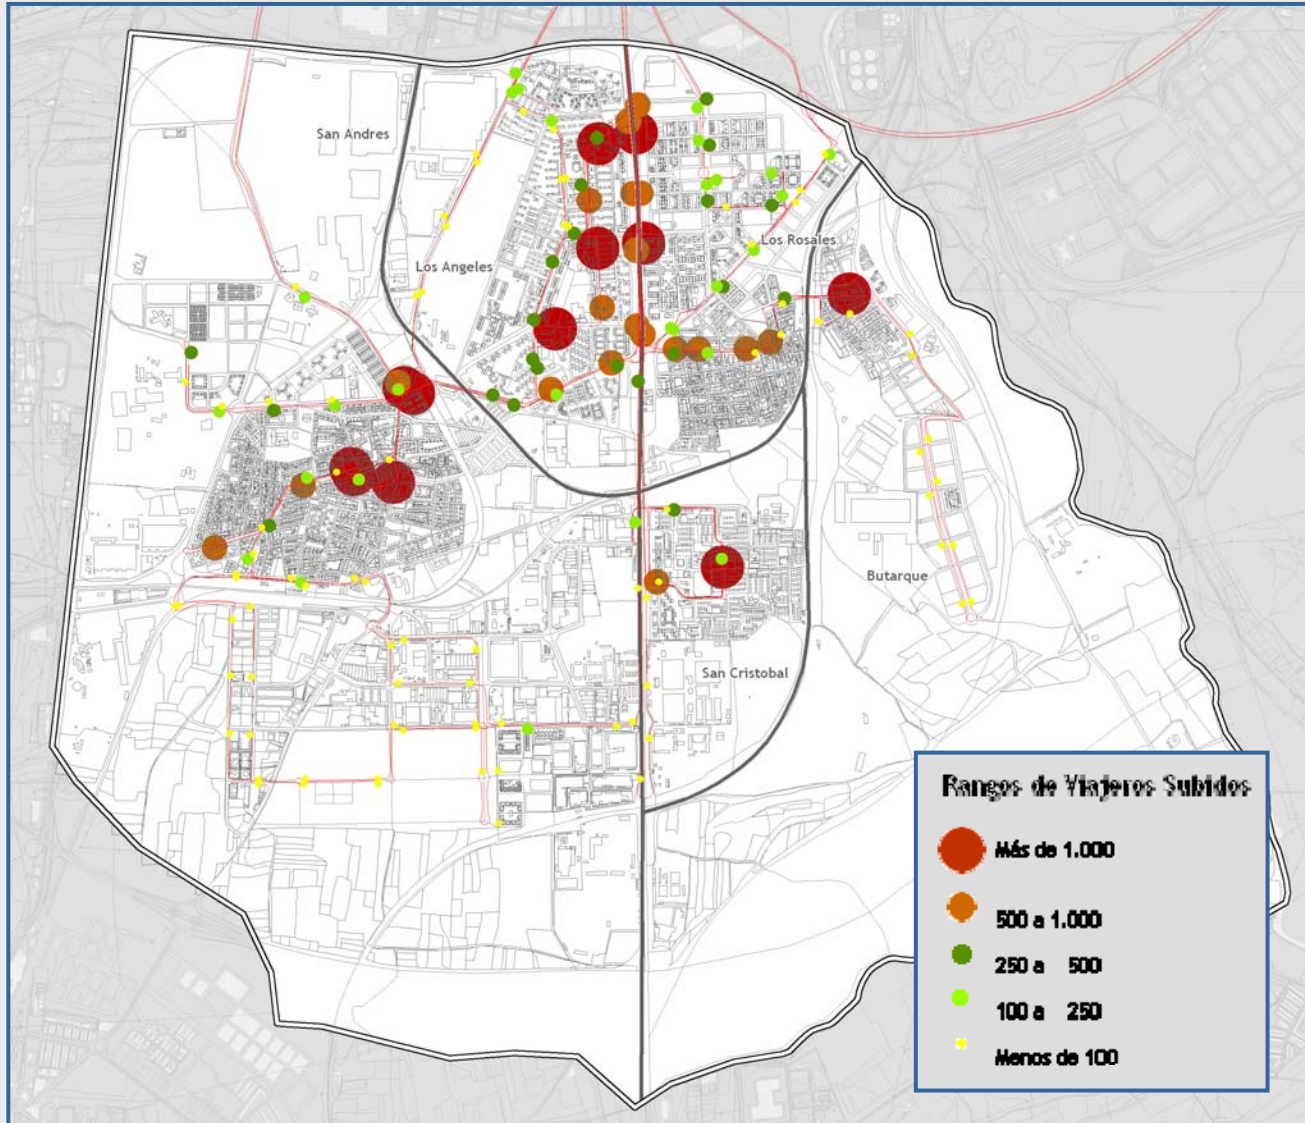 San Andres
Los Angeles
Los Rosales
Butarque
San Cristobal
Rangos de Viajeros Subidos
Más de 1.000
500 a 1.000
250 a 500
100 a 250
Menos de 100